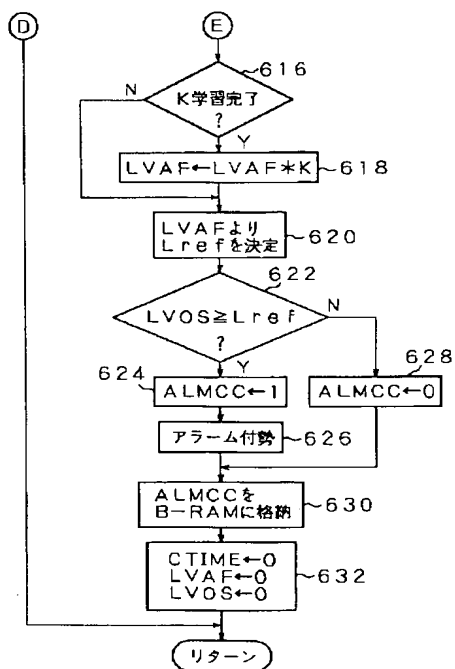 D
E
616
K学習完了
?
N
Y
LVAF←LVAF*K
618
LVAFより
Lrefを決定
620
622
LVOS≧Lref
?
N
Y
624
ALMCC←1
628
ALMCC←0
アラーム付勢
626
ALMCCを
B-RAMに格納
630
CTIME←0
LVAF←0
LVOS←0
632
リターン